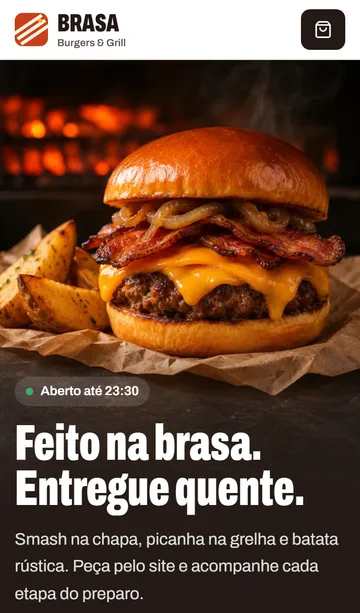 BRASA
Burgers & Grill
Aberto até 23:30
Feito na brasa.
Entregue quente.
Smash na chapa, picanha na grelha e batata
rústica. Peça pelo site e acompanhe cada
etapa do preparo.